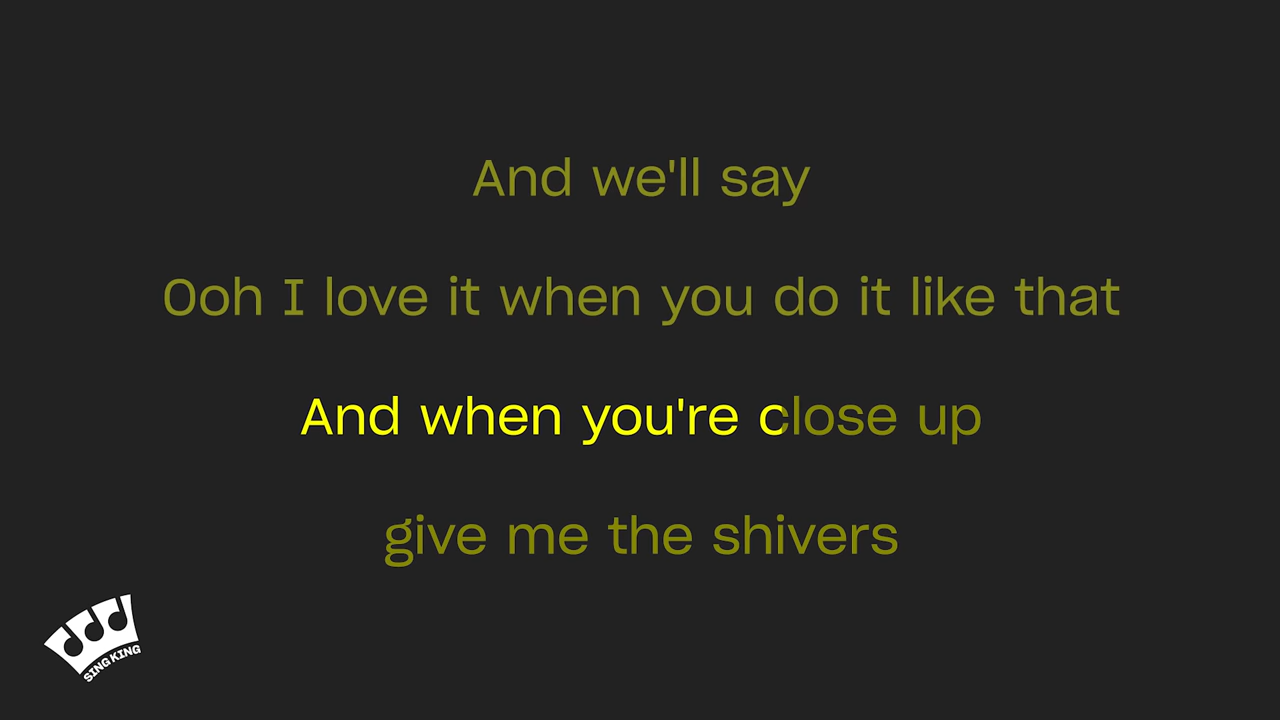 And we'll say
Ooh I love it when you do it like that
And when you're close up
give me the shivers
SING KING